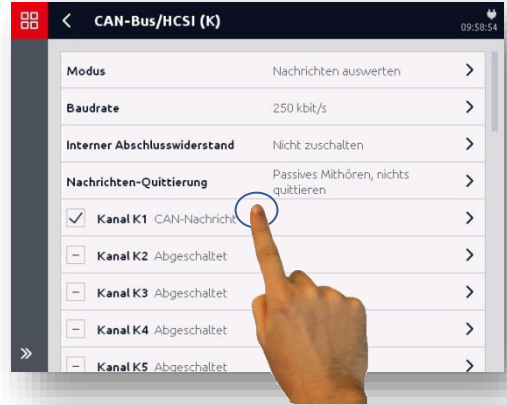 CAN-Bus/HCSI (K)
09:58:54
Modus Nachrichten auswerten
Baudrate 250 kbit/s
Interner Abschlusswiderstand Nicht zuschalten
Nachrichten-Quittierung Passives Mithören, nichts
quittieren
Kanal K1 CAN-Nachricht
Kanal K2 Abgeschaltet
Kanal K3 Abgeschaltet
Kanal K4 Abgeschaltet
Kanal K5 Abgeschaltet